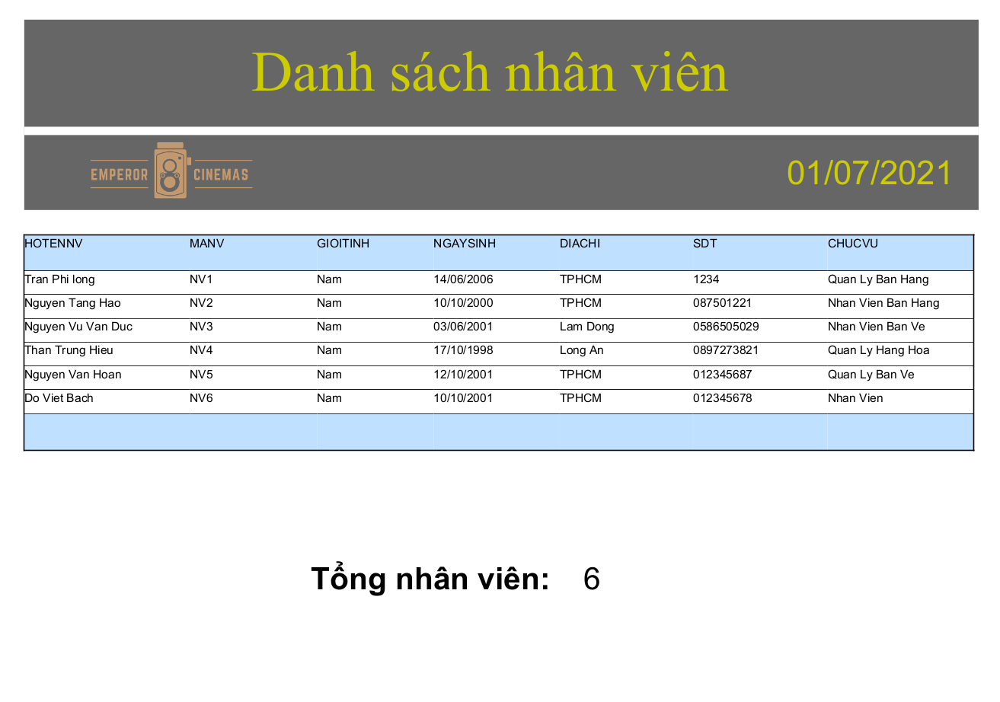 Danh sách nhân viên
EMPEROR CINEMAS 01/07/2021
HOTENNV MANV GIOITINH NGAYSINH DIACHI SDT CHUCVU
Tran Phi long NV1 Nam 14/06/2006 TPHCM 1234 Quan Ly Ban Hang
Nguyen Tang Hao NV2 Nam 10/10/2000 TPHCM 087501221 Nhan Vien Ban Hang
Nguyen Vu Van Duc NV3 Nam 03/06/2001 Lam Dong 0586505029 Nhan Vien Ban Ve
Than Trung Hieu NV4 Nam 17/10/1998 Long An 0897273821 Quan Ly Hang Hoa
Nguyen Van Hoan NV5 Nam 12/10/2001 TPHCM 012345687 Quan Ly Ban Ve
Do Viet Bach NV6 Nam 10/10/2001 TPHCM 012345678 Nhan Vien
Tổng nhân viên: 6